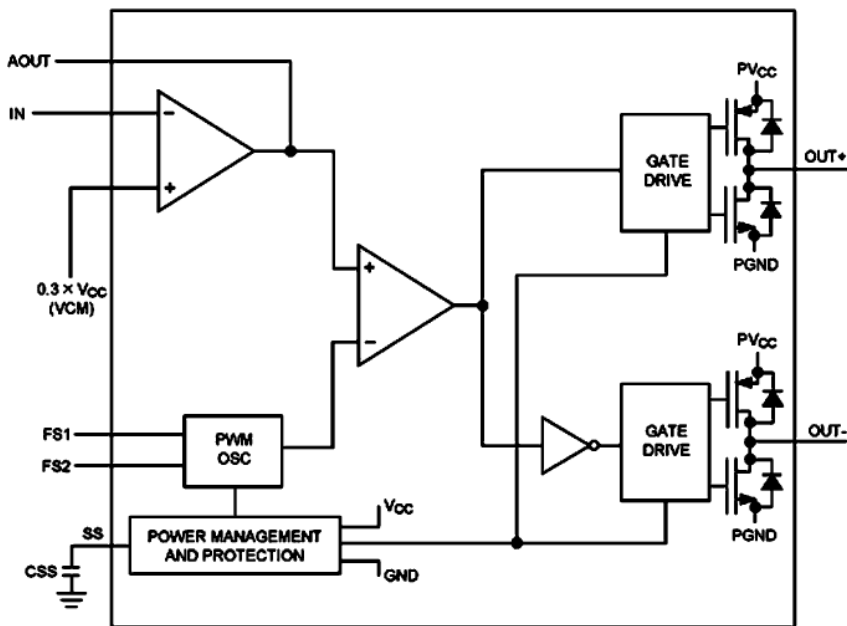 AOUT
IN
−
+
0.3 × VCC
(VCM)
+
−
FS1
FS2
PWM
OSC
SS
CSS
POWER MANAGEMENT
AND PROTECTION
VCC
GND
GATE
DRIVE
PVCC
OUT+
PGND
GATE
DRIVE
PVCC
OUT-
PGND